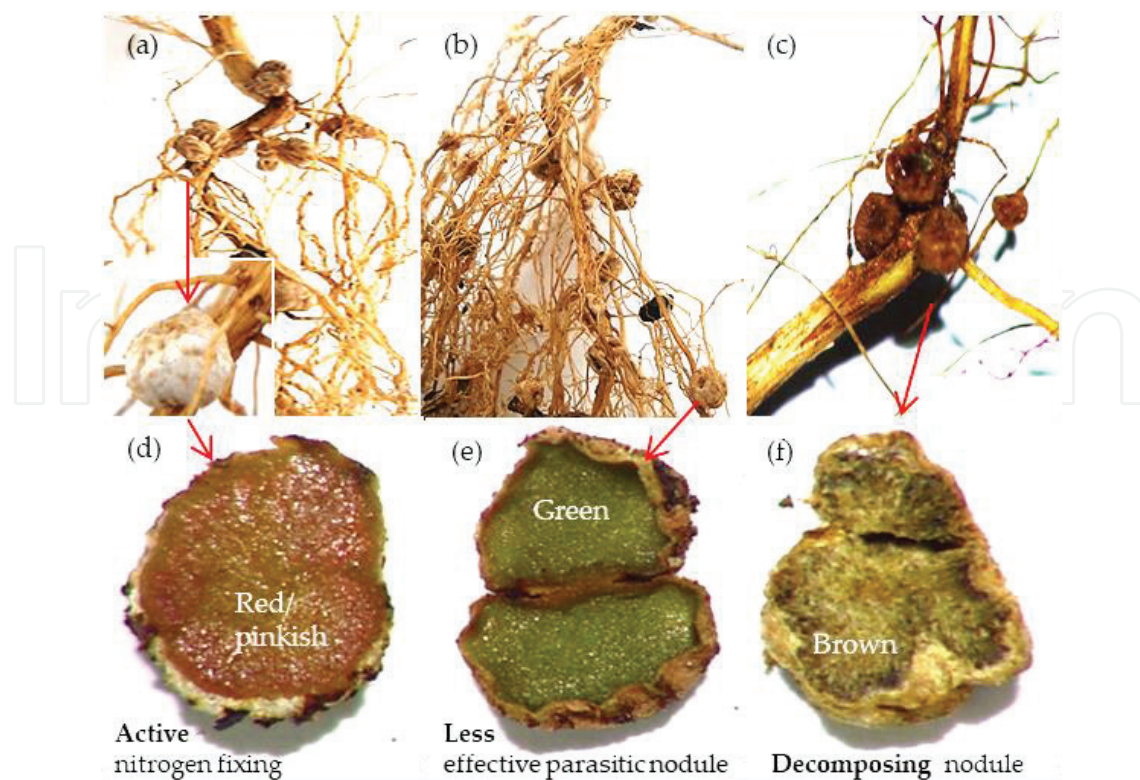 (a)
(b)
(c)
(d)
(e)
(f)
Red/
pinkish
Green
Brown
Active
nitrogen fixing
Less
effective parasitic nodule
Decomposing nodule